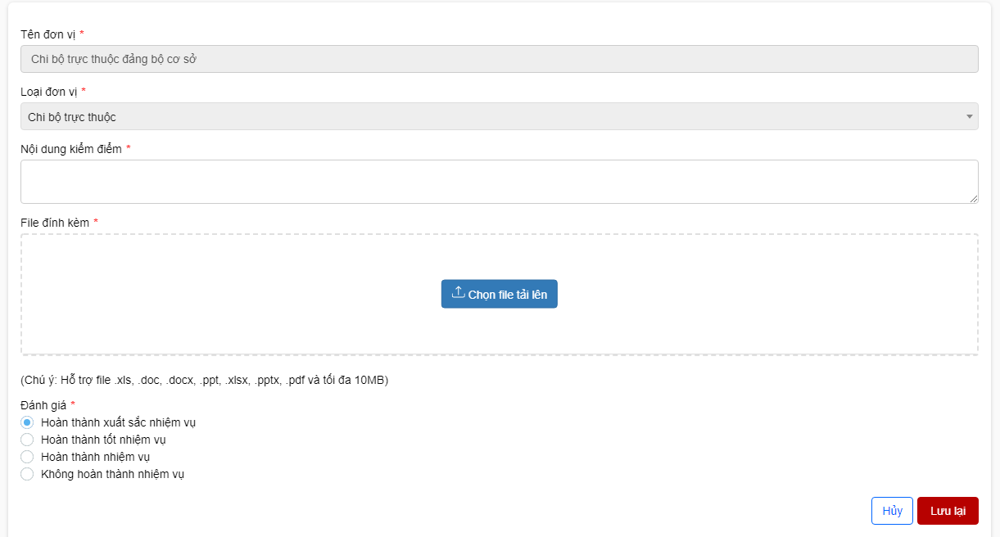 Tên đơn vị *
Chi bộ trực thuộc đảng bộ cơ sở
Loại đơn vị *
Chi bộ trực thuộc
Nội dung kiểm điểm *
File đính kèm *
Chọn file tải lên
(Chú ý: Hỗ trợ file .xls, .doc, .docx, .ppt, .xlsx, .pptx, .pdf và tối đa 10MB)
Đánh giá *
Hoàn thành xuất sắc nhiệm vụ
Hoàn thành tốt nhiệm vụ
Hoàn thành nhiệm vụ
Không hoàn thành nhiệm vụ
Hủy Lưu lại